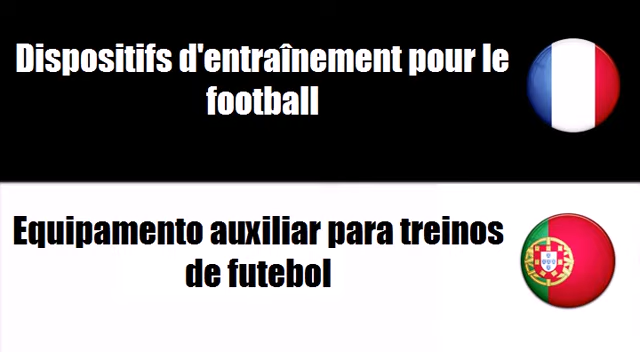 Dispositifs d'entraînement pour le
football
Equipamento auxiliar para treinos
de futebol